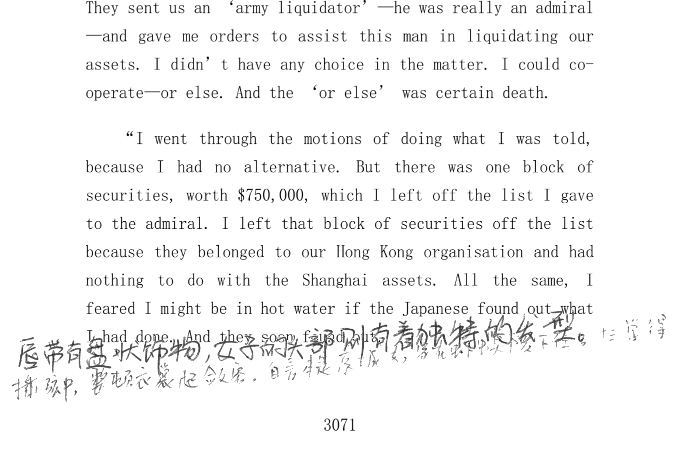 They sent us an ‘army liquidator’—he was really an admiral
—and gave me orders to assist this man in liquidating our
assets. I didn’t have any choice in the matter. I could co-
operate—or else. And the ‘or else’ was certain death.
“I went through the motions of doing what I was told,
because I had no alternative. But there was one block of
securities, worth $750,000, which I left off the list I gave
to the admiral. I left that block of securities off the list
because they belonged to our Hong Kong organisation and had
nothing to do with the Shanghai assets. All the same, I
feared I might be in hot water if the Japanese found out what
I had done. And they soon found out.
唇带有盘状饰物,女子的头部则有着独特的发型。
3071